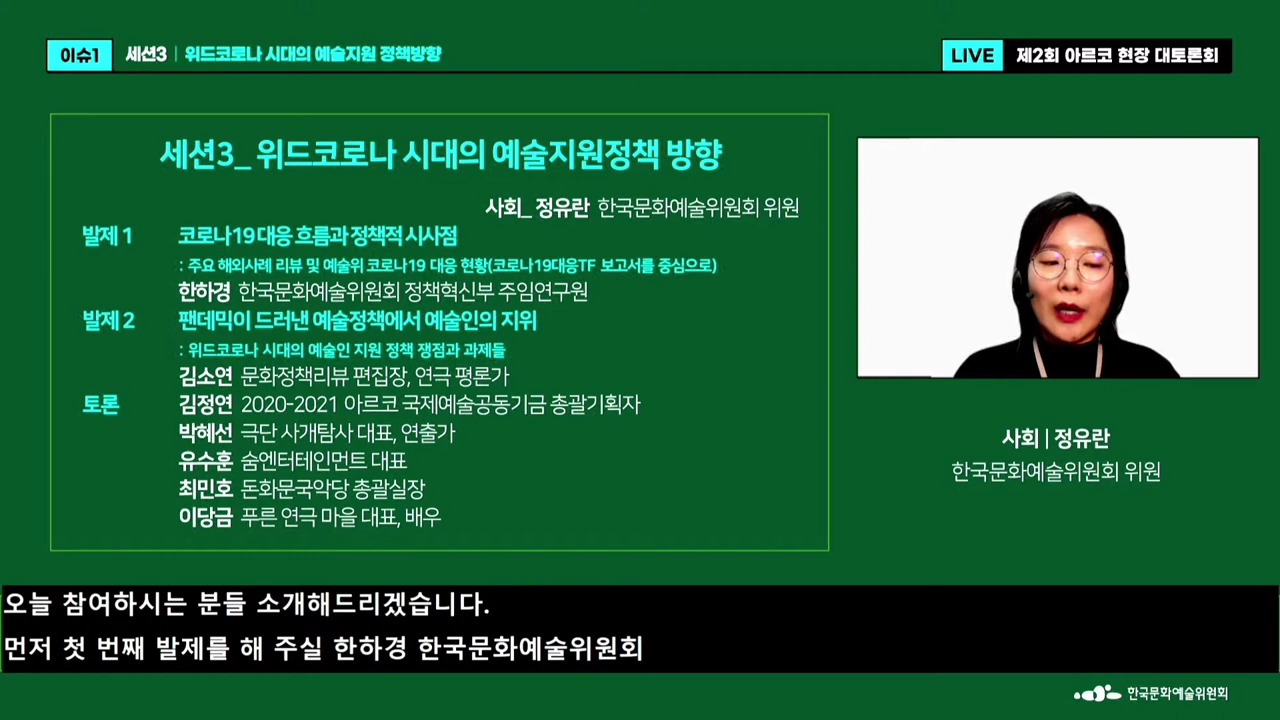 이슈1 세션3 | 위드코로나 시대의 예술지원 정책방향
LIVE 제2회 아르코 현장 대토론회
세션3_ 위드코로나 시대의 예술지원정책 방향
사회_ 정유란 한국문화예술위원회 위원
발제 1 코로나19 대응 흐름과 정책적 시사점
: 주요 해외사례 리뷰 및 예술위 코로나19 대응 현황(코로나19대응TF 보고서를 중심으로)
한하경 한국문화예술위원회 정책혁신부 주임연구원
발제 2 팬데믹이 드러낸 예술정책에서 예술인의 지위
: 위드코로나 시대의 예술인 지원 정책 쟁점과 과제들
김소연 문화정책리뷰 편집장, 연극 평론가
토론 김정연 2020-2021 아르코 국제예술공동기금 총괄기획자
박혜선 극단 사개탐사 대표, 연출가
유수훈 숨엔터테인먼트 대표
최민호 돈화문국악당 총괄실장
이당금 푸른 연극 마을 대표, 배우
사회 | 정유란
한국문화예술위원회 위원
오늘 참여하시는 분들 소개해드리겠습니다.
먼저 첫 번째 발제를 해 주실 한하경 한국문화예술위원회
한국문화예술위원회